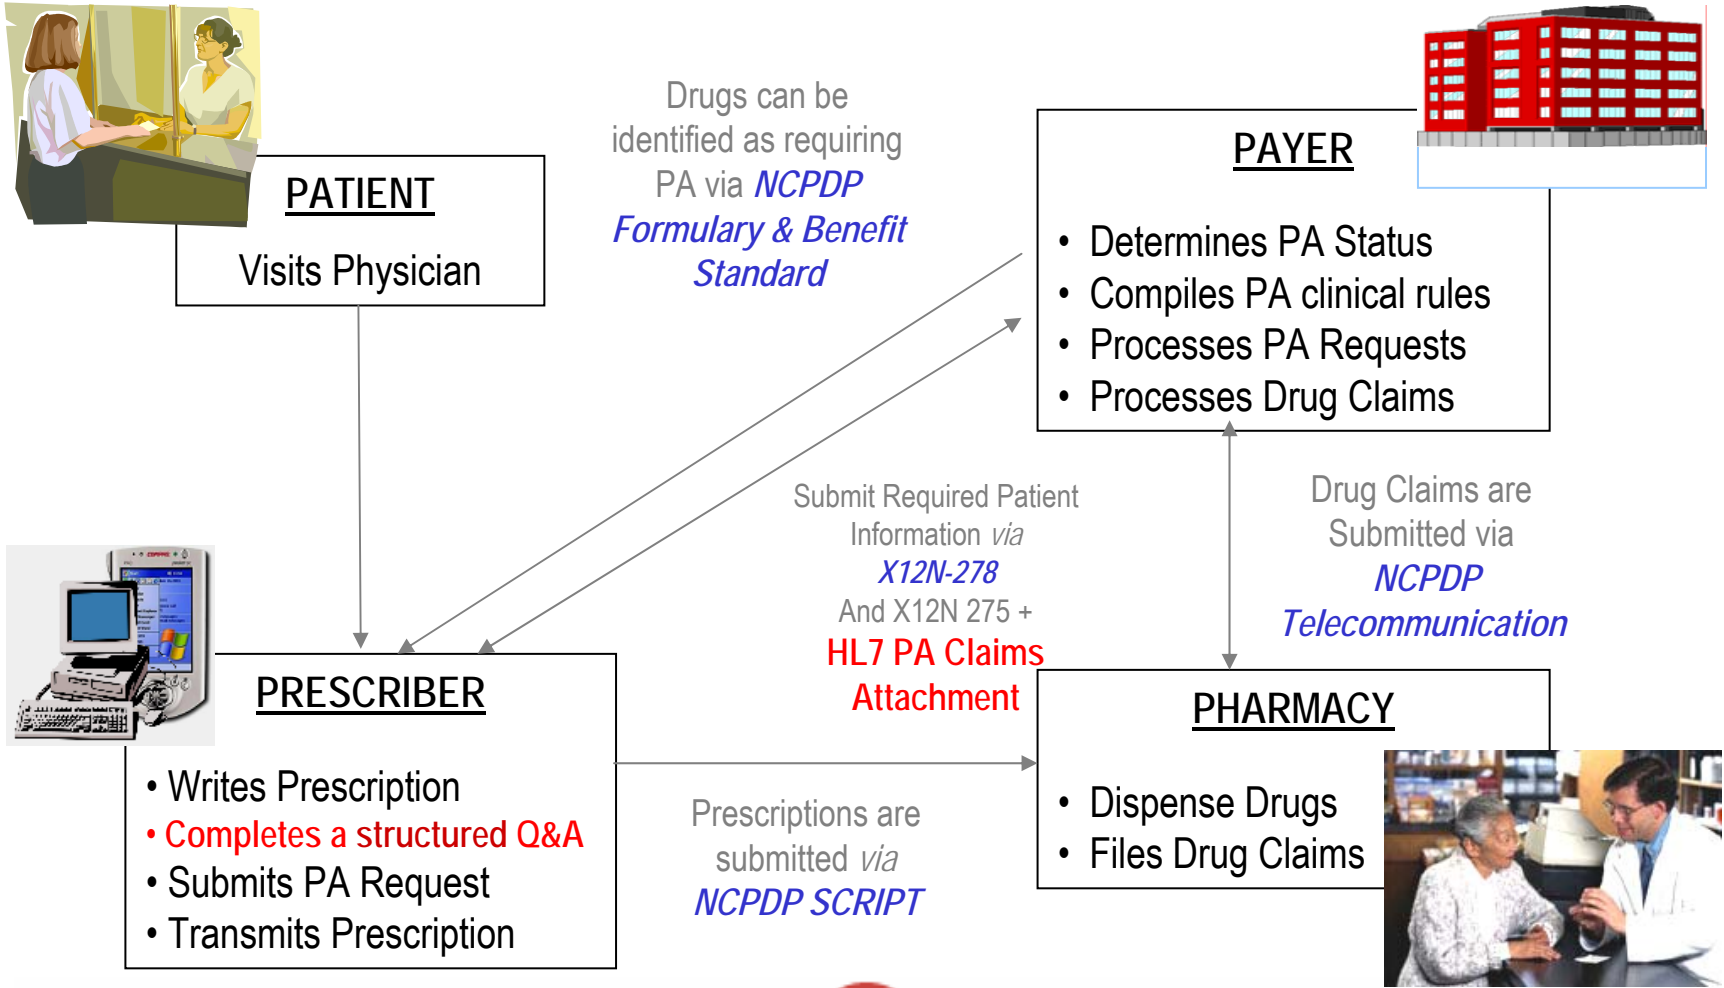 PATIENT
Visits Physician
Drugs can be
identified as requiring
PA via NCPDP
Formulary & Benefit
Standard
PAYER
• Determines PA Status
• Compiles PA clinical rules
• Processes PA Requests
• Processes Drug Claims
Submit Required Patient
Information via
X12N-278
And X12N 275 +
HL7 PA Claims
Attachment
Drug Claims are
Submitted via
NCPDP
Telecommunication
PRESCRIBER
• Writes Prescription
• Completes a structured Q&A
• Submits PA Request
• Transmits Prescription
Prescriptions are
submitted via
NCPDP SCRIPT
PHARMACY
• Dispense Drugs
• Files Drug Claims